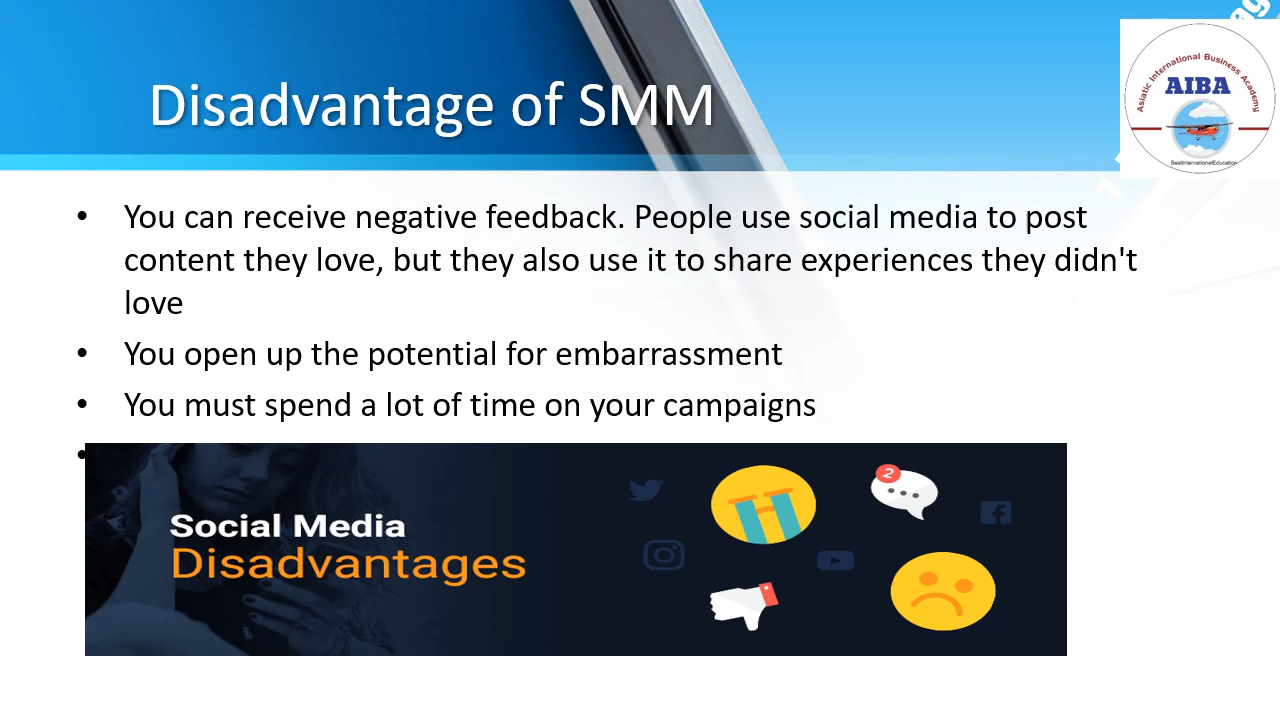 ag
Asiatic International Business Academy
AIBA
BestInternationalEducation
Disadvantage of SMM
• You can receive negative feedback. People use social media to post
content they love, but they also use it to share experiences they didn't
love
• You open up the potential for embarrassment
• You must spend a lot of time on your campaigns
•
2
Social Media
Disadvantages